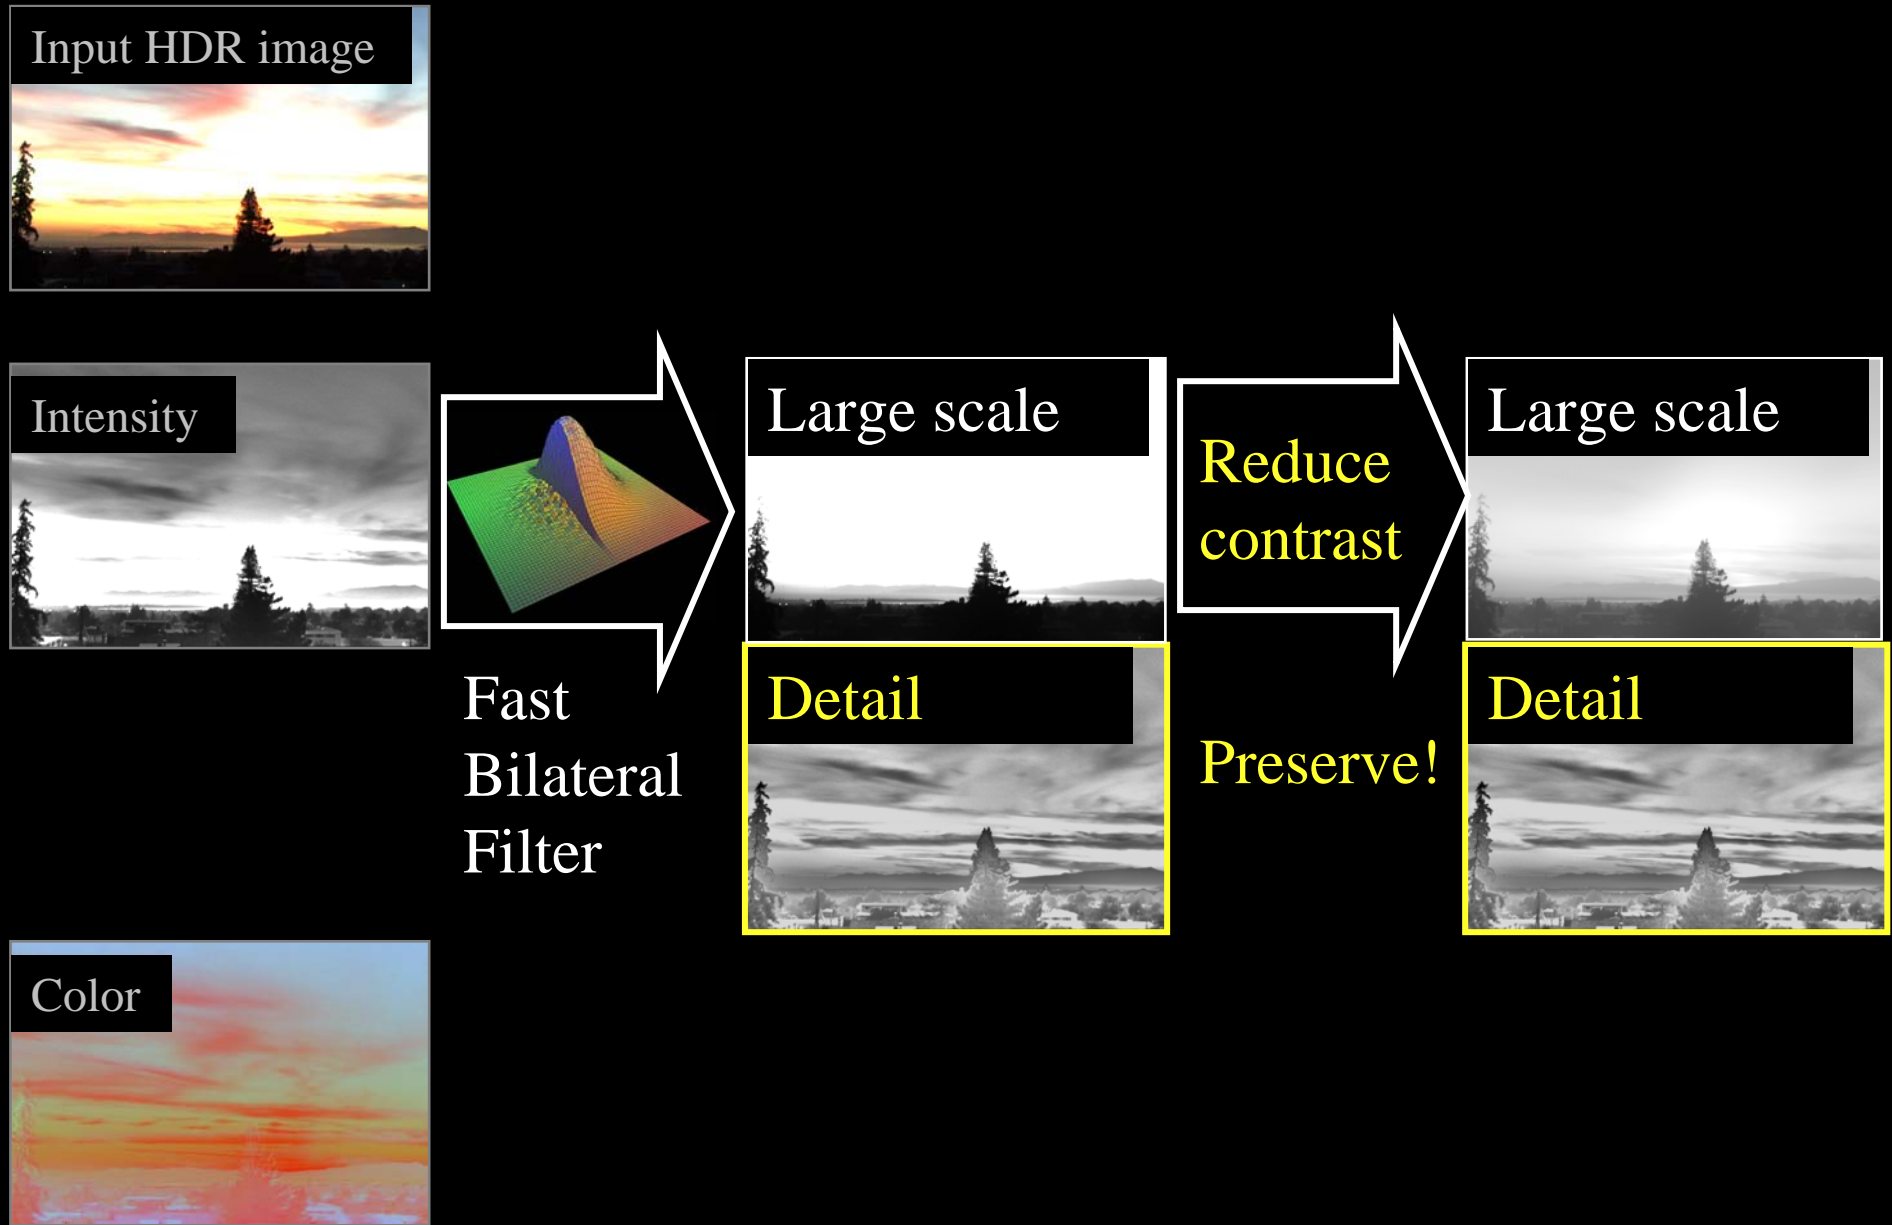 Input HDR image
Intensity
Large scale
Reduce
contrast
Large scale
Fast
Bilateral
Filter
Detail
Preserve!
Detail
Color